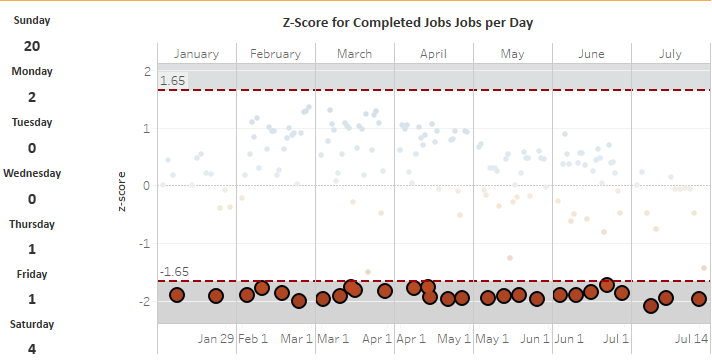 Sunday
20
Monday
2
Tuesday
0
Wednesday
0
Thursday
1
Friday
1
Saturday
4
Z-Score for Completed Jobs Jobs per Day
January February March April May June July
2
1.65
1
0
-1
-1.65
-2
z-score
Jan 29 Feb 1 Mar 1 Mar 1 Apr 1 Apr 1 May 1 May 1 Jun 1 Jun 1 Jul 1 Jul 14